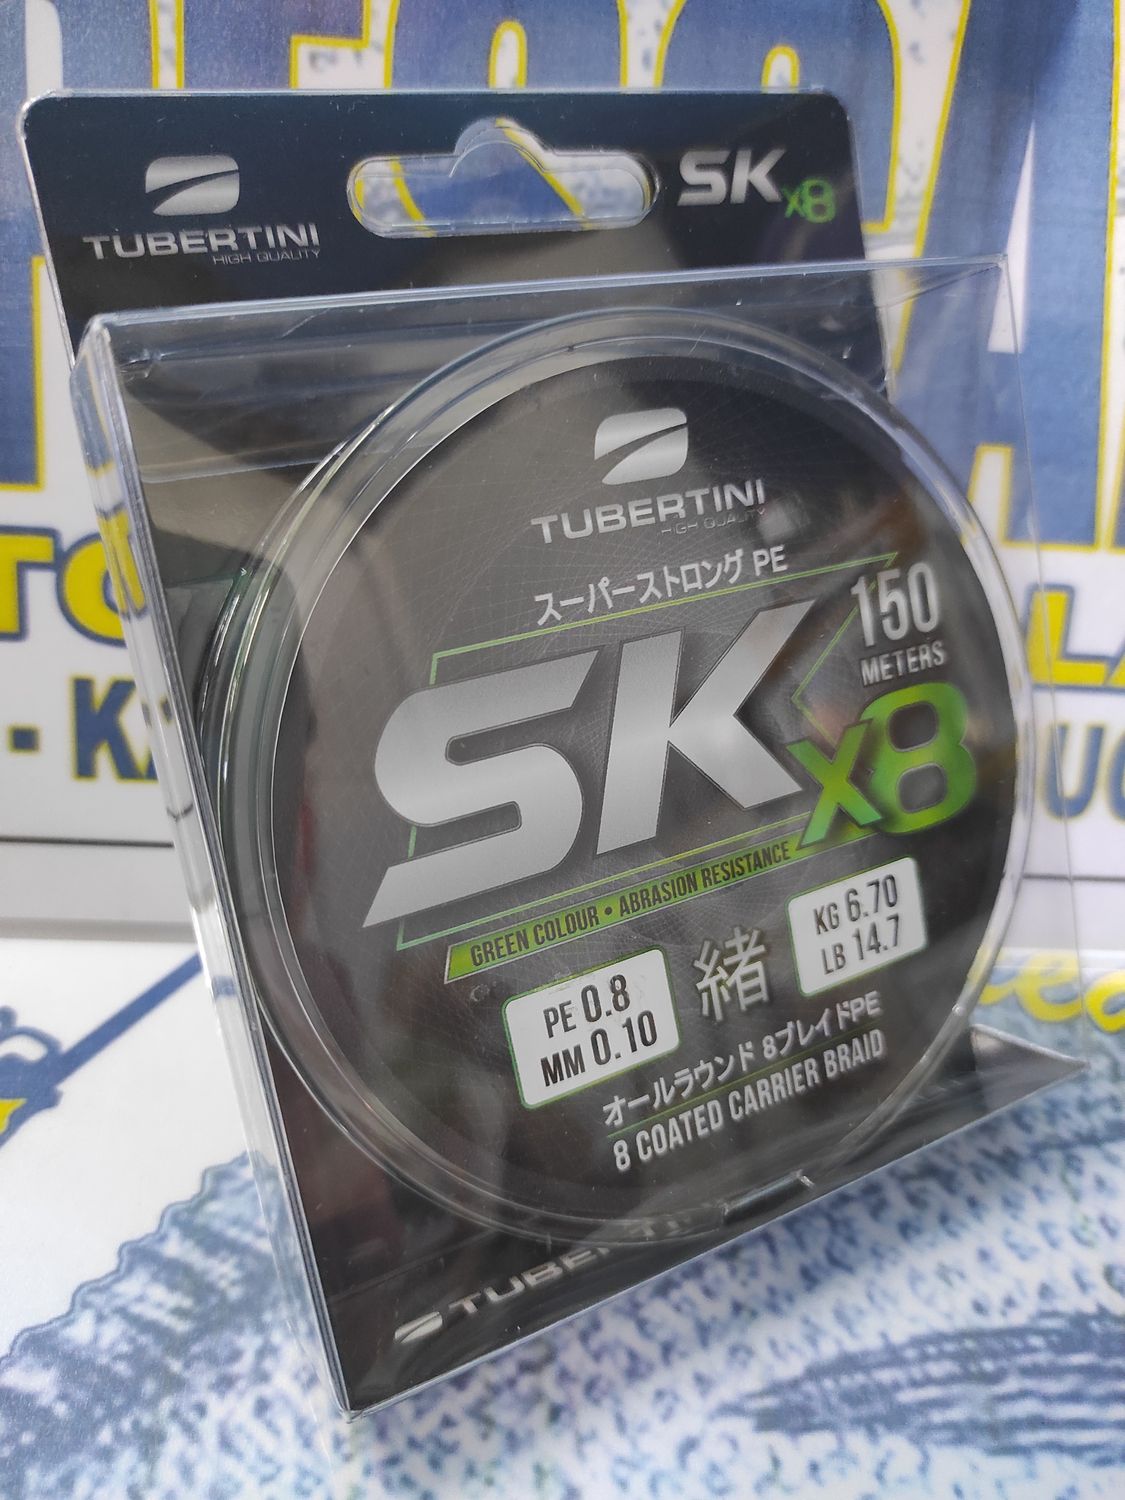 TUBERTINI
HIGH QUALITY
SK x8
TUBERTINI
HIGH QUALITY
スーパーストロング PE
150
METERS
SK x8
GREEN COLOUR • ABRASION RESISTANCE
PE 0.8
MM 0.10
緒
KG 6.70
LB 14.7
オールラウンド 8ブレイドPE
8 COATED CARRIER BRAID
TUBERTINI